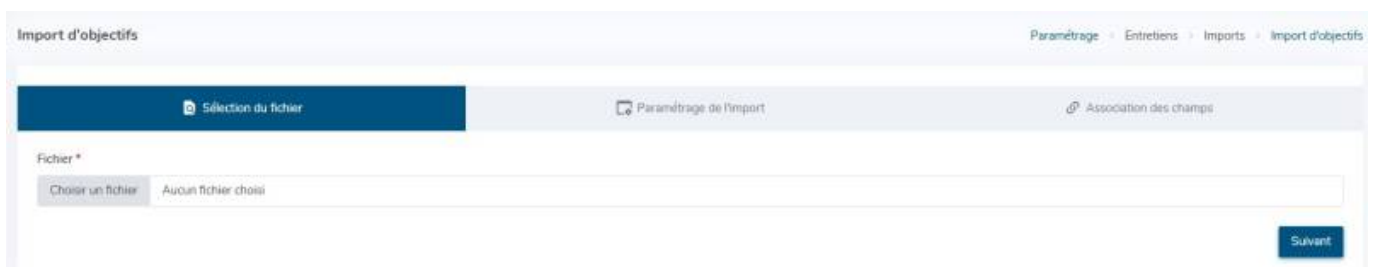 Import d'objectifs
Paramétrage > Entretiens > Imports > Import d'objectifs
Sélection du fichier
Paramétrage de l'import
Association des champs
Fichier *
Choisir un fichier Aucun fichier choisi
Suivant